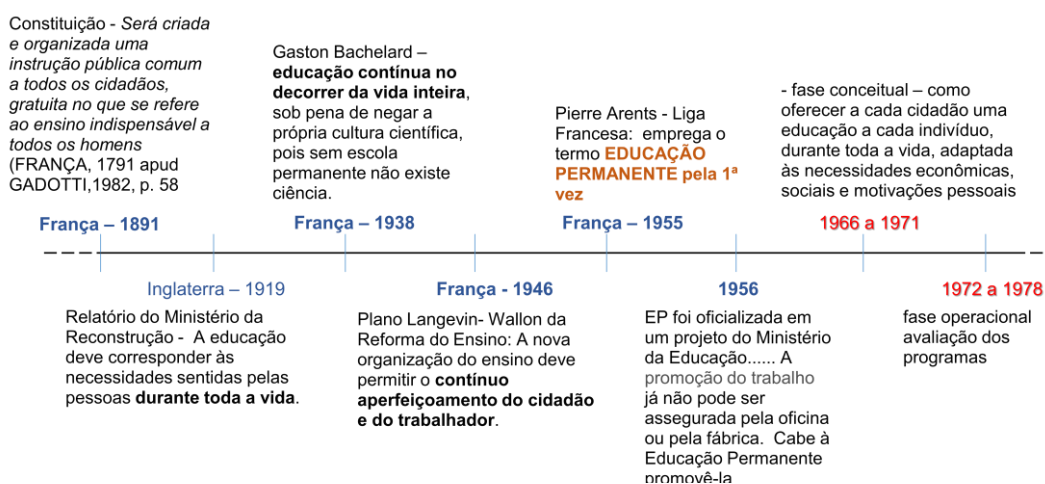 Constituição - Será criada
e organizada uma
instrução pública comum
a todos os cidadãos,
gratuita no que se refere
ao ensino indispensável a
todos os homens
(FRANÇA, 1791 apud
GADOTTI,1982, p. 58
França – 1891
Inglaterra – 1919
Relatório do Ministério da
Reconstrução - A educação
deve corresponder às
necessidades sentidas pelas
pessoas durante toda a vida.
Gaston Bachelard –
educação contínua no
decorrer da vida inteira,
sob pena de negar a
própria cultura científica,
pois sem escola
permanente não existe
ciência.
França – 1938
França - 1946
Plano Langevin- Wallon da
Reforma do Ensino: A nova
organização do ensino deve
permitir o contínuo
aperfeiçoamento do cidadão
e do trabalhador.
Pierre Arents - Liga
Francesa: emprega o
termo EDUCAÇÃO
PERMANENTE pela 1ª
vez
França – 1955
1956
EP foi oficializada em
um projeto do Ministério
da Educação...... A
promoção do trabalho
já não pode ser
assegurada pela oficina
ou pela fábrica. Cabe à
Educação Permanente
promovê-la
- fase conceitual – como
oferecer a cada cidadão uma
educação a cada indivíduo,
durante toda a vida, adaptada
às necessidades econômicas,
sociais e motivações pessoais
1966 a 1971
1972 a 1978
fase operacional
avaliação dos
programas